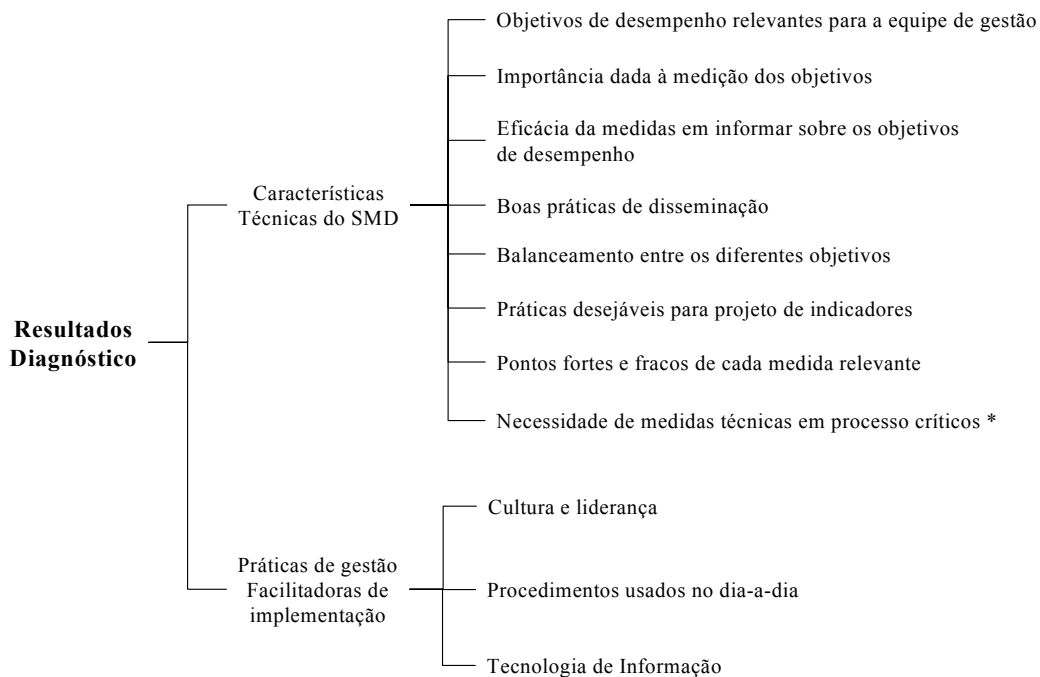 Objetivos de desempenho relevantes para a equipe de gestão
Importância dada à medição dos objetivos
Eficácia da medidas em informar sobre os objetivos
de desempenho
Características
Técnicas do SMD
Boas práticas de disseminação
Balanceamento entre os diferentes objetivos
Práticas desejáveis para projeto de indicadores
Resultados
Diagnóstico
Pontos fortes e fracos de cada medida relevante
Necessidade de medidas técnicas em processo críticos *
Cultura e liderança
Práticas de gestão
Facilitadoras de
implementação
Procedimentos usados no dia-a-dia
Tecnologia de Informação